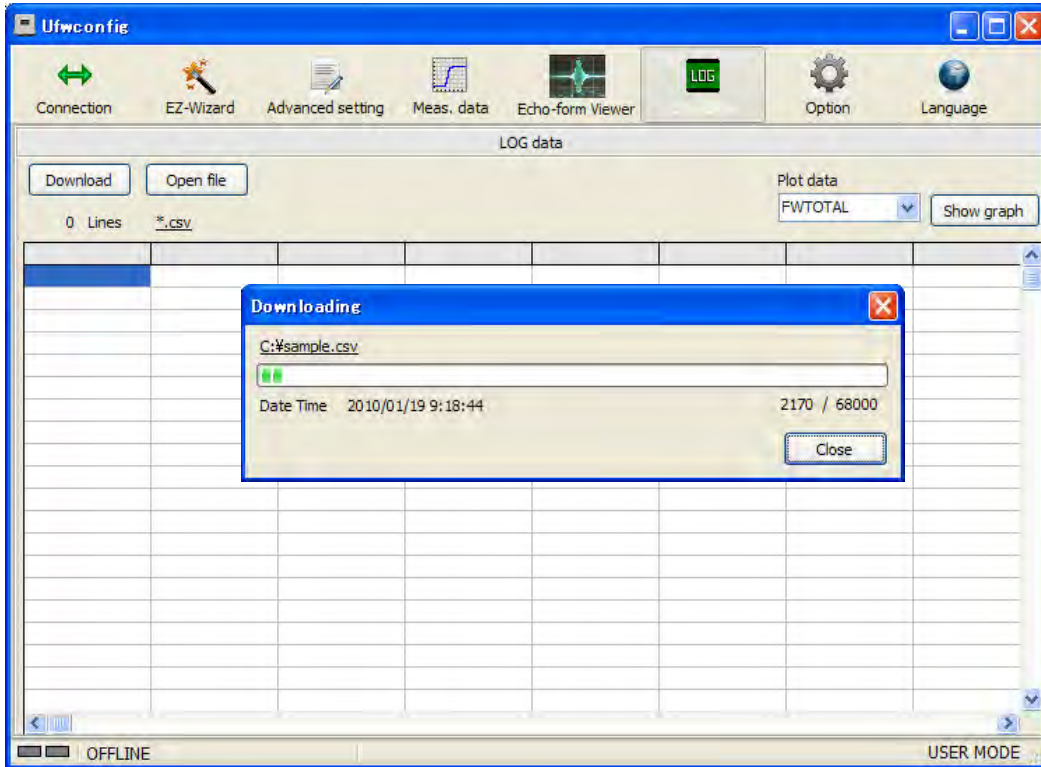 Ufwconfig
Connection EZ-Wizard Advanced setting Meas. data Echo-form Viewer LOG Option Language
LOG data
Download Open file Plot data
FWTOTAL Show graph
0 Lines *.csv
Downloading
C:¥sample.csv
Date Time 2010/01/19 9:18:44 2170 / 68000
Close
OFFLINE USER MODE